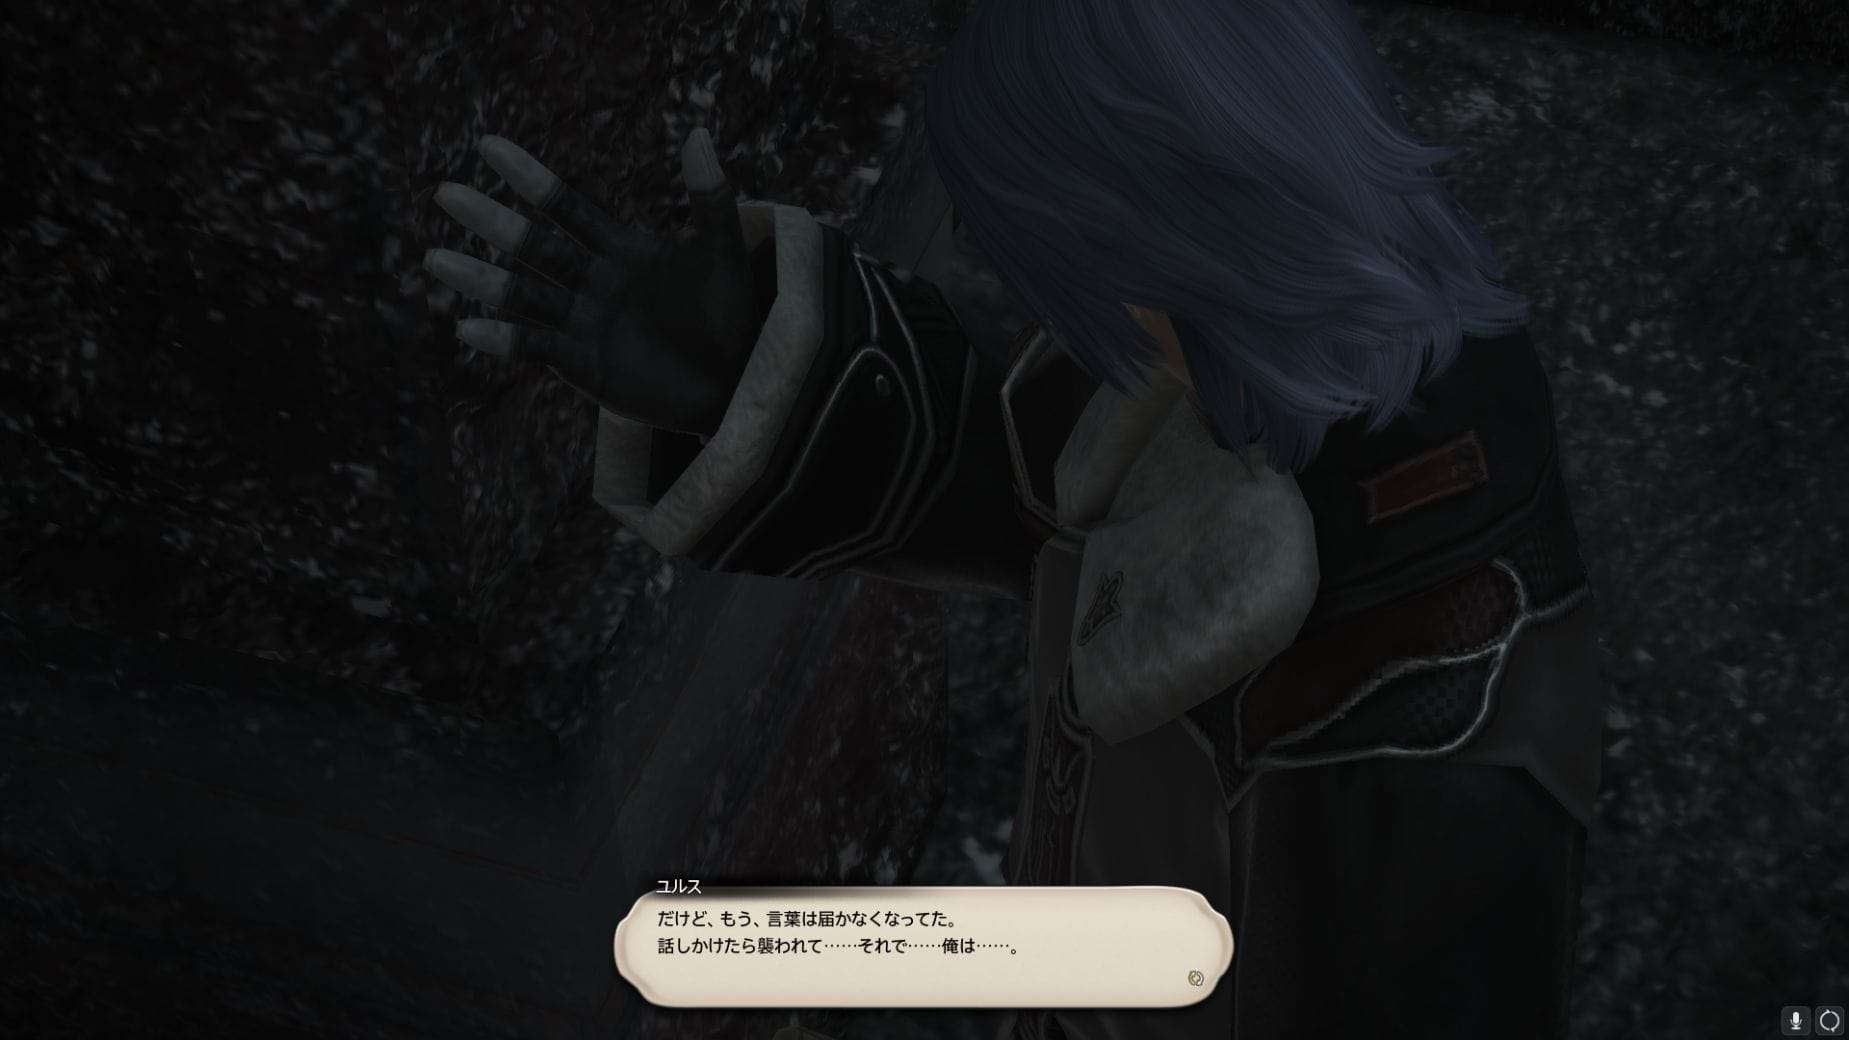 ユルス
だけど、もう、言葉は届かなくなってた。
話しかけたら襲われて……それで……俺は……。